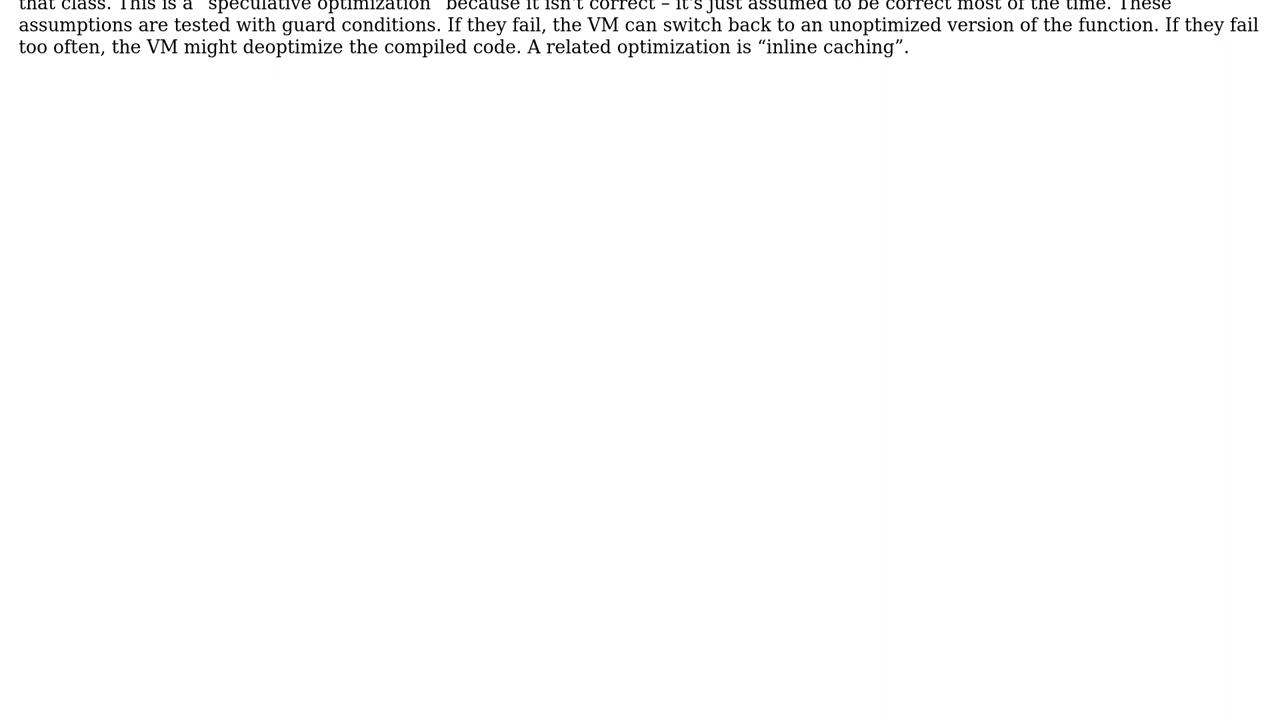 that class. This is a “speculative optimization” because it isn’t correct – it’s just assumed to be correct most of the time. These
assumptions are tested with guard conditions. If they fail, the VM can switch back to an unoptimized version of the function. If they fail
too often, the VM might deoptimize the compiled code. A related optimization is “inline caching”.